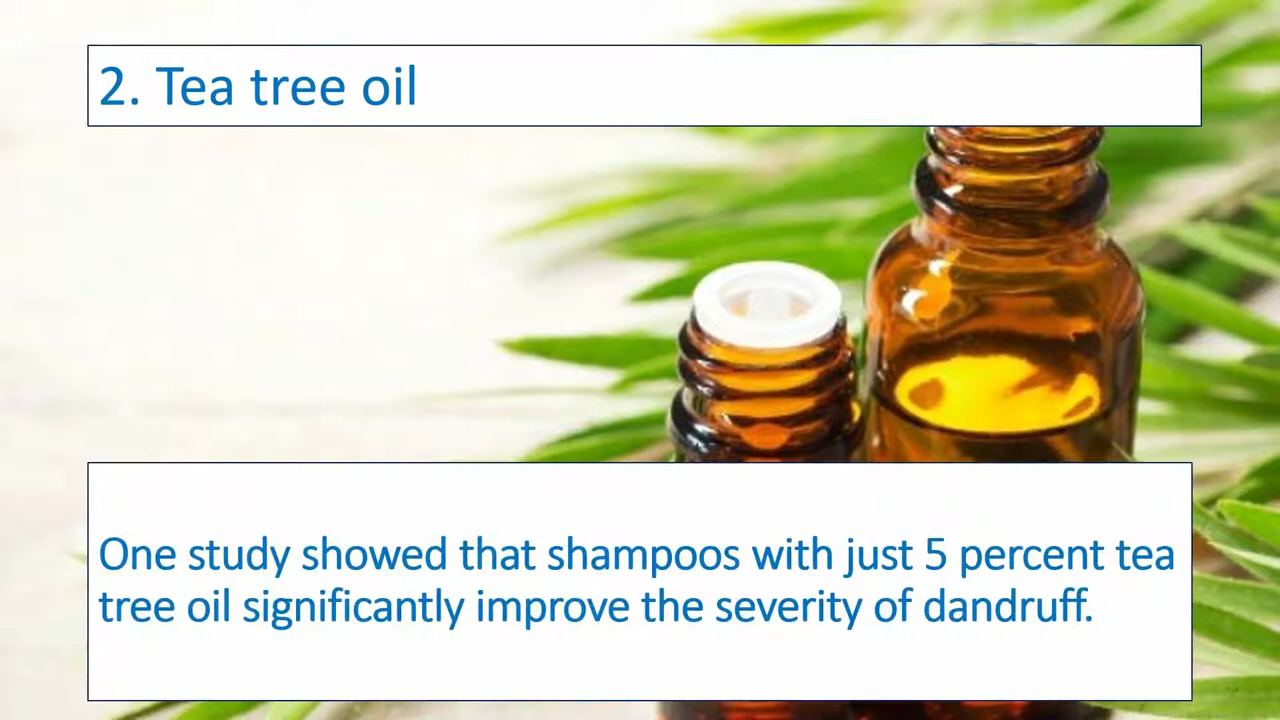 2. Tea tree oil
One study showed that shampoos with just 5 percent tea
tree oil significantly improve the severity of dandruff.